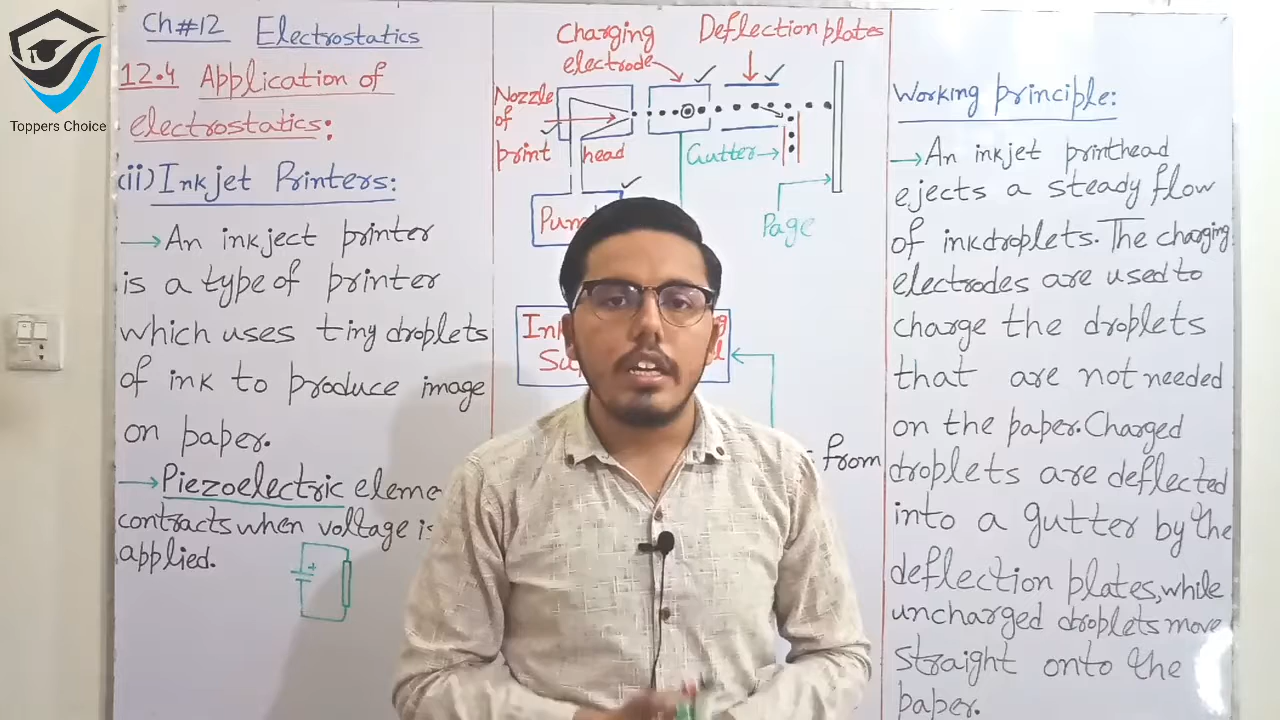 Toppers Choice
Ch#12 Electrostatics
12.4 Application of
electrostatics:
(ii) Inkjet Printers:
→ An inkject printer
is a type of printer
which uses tiny droplets
of ink to produce image
on paper.
→ Piezoelectric
contracts when voltage
applied.
+
Charging
electrode
Deflection plates
Nozzle
of
print head
Gutter→
Page
from
Working principle:
→ An inkjet printhead
ejects a steady flow
of inkdroplets. The charging
electrodes are used to
charge the droplets
that are not needed
on the paper. Charged
droplets are deflected
into a gutter by the
deflection plates, while
uncharged droplets move
straight onto the
paper.